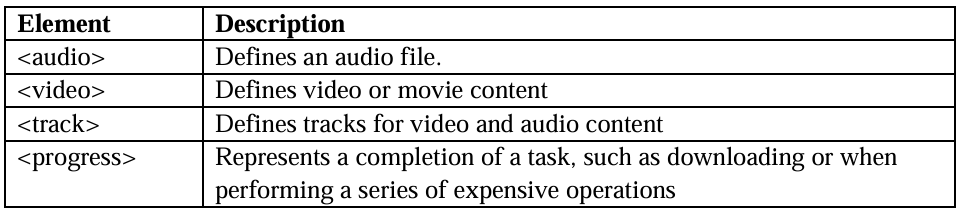 Element Description
<audio> Defines an audio file.
<video> Defines video or movie content
<track> Defines tracks for video and audio content
<progress> Represents a completion of a task, such as downloading or when
performing a series of expensive operations